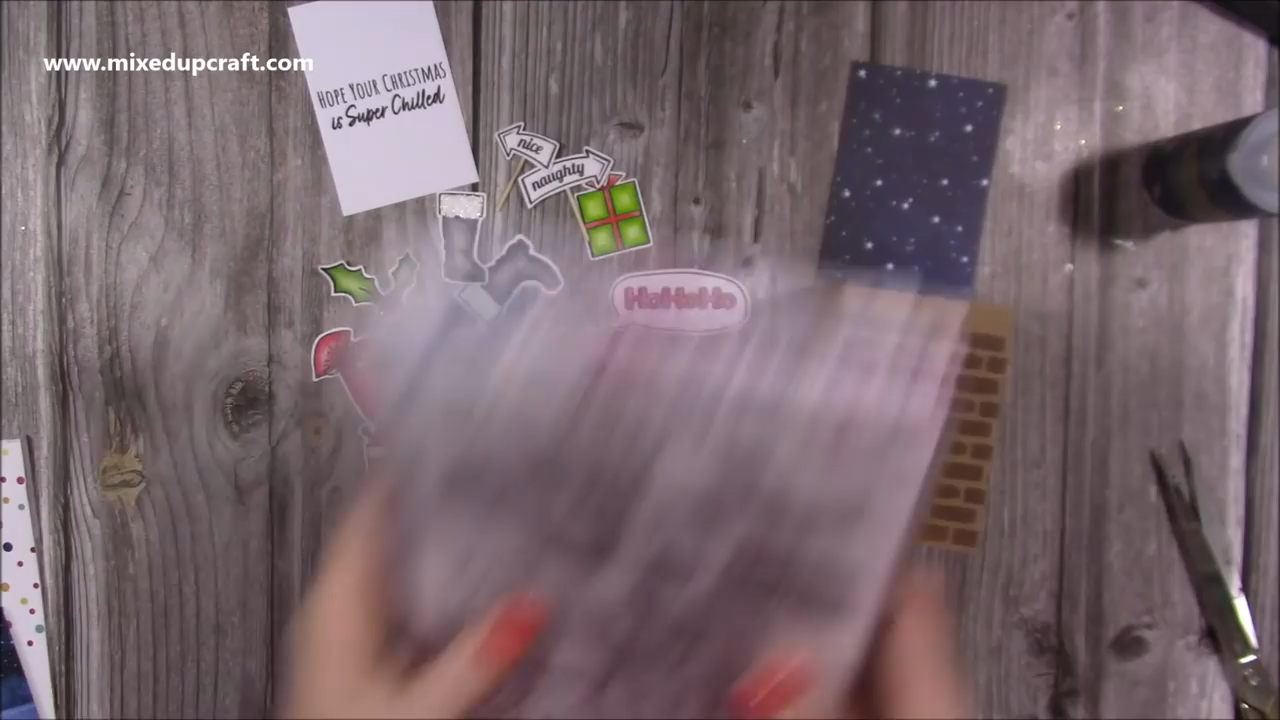 www.mixedupcraft.com
HOPE YOUR CHRISTMAS
is Super Chilled
nice
naughty
HoHoHo